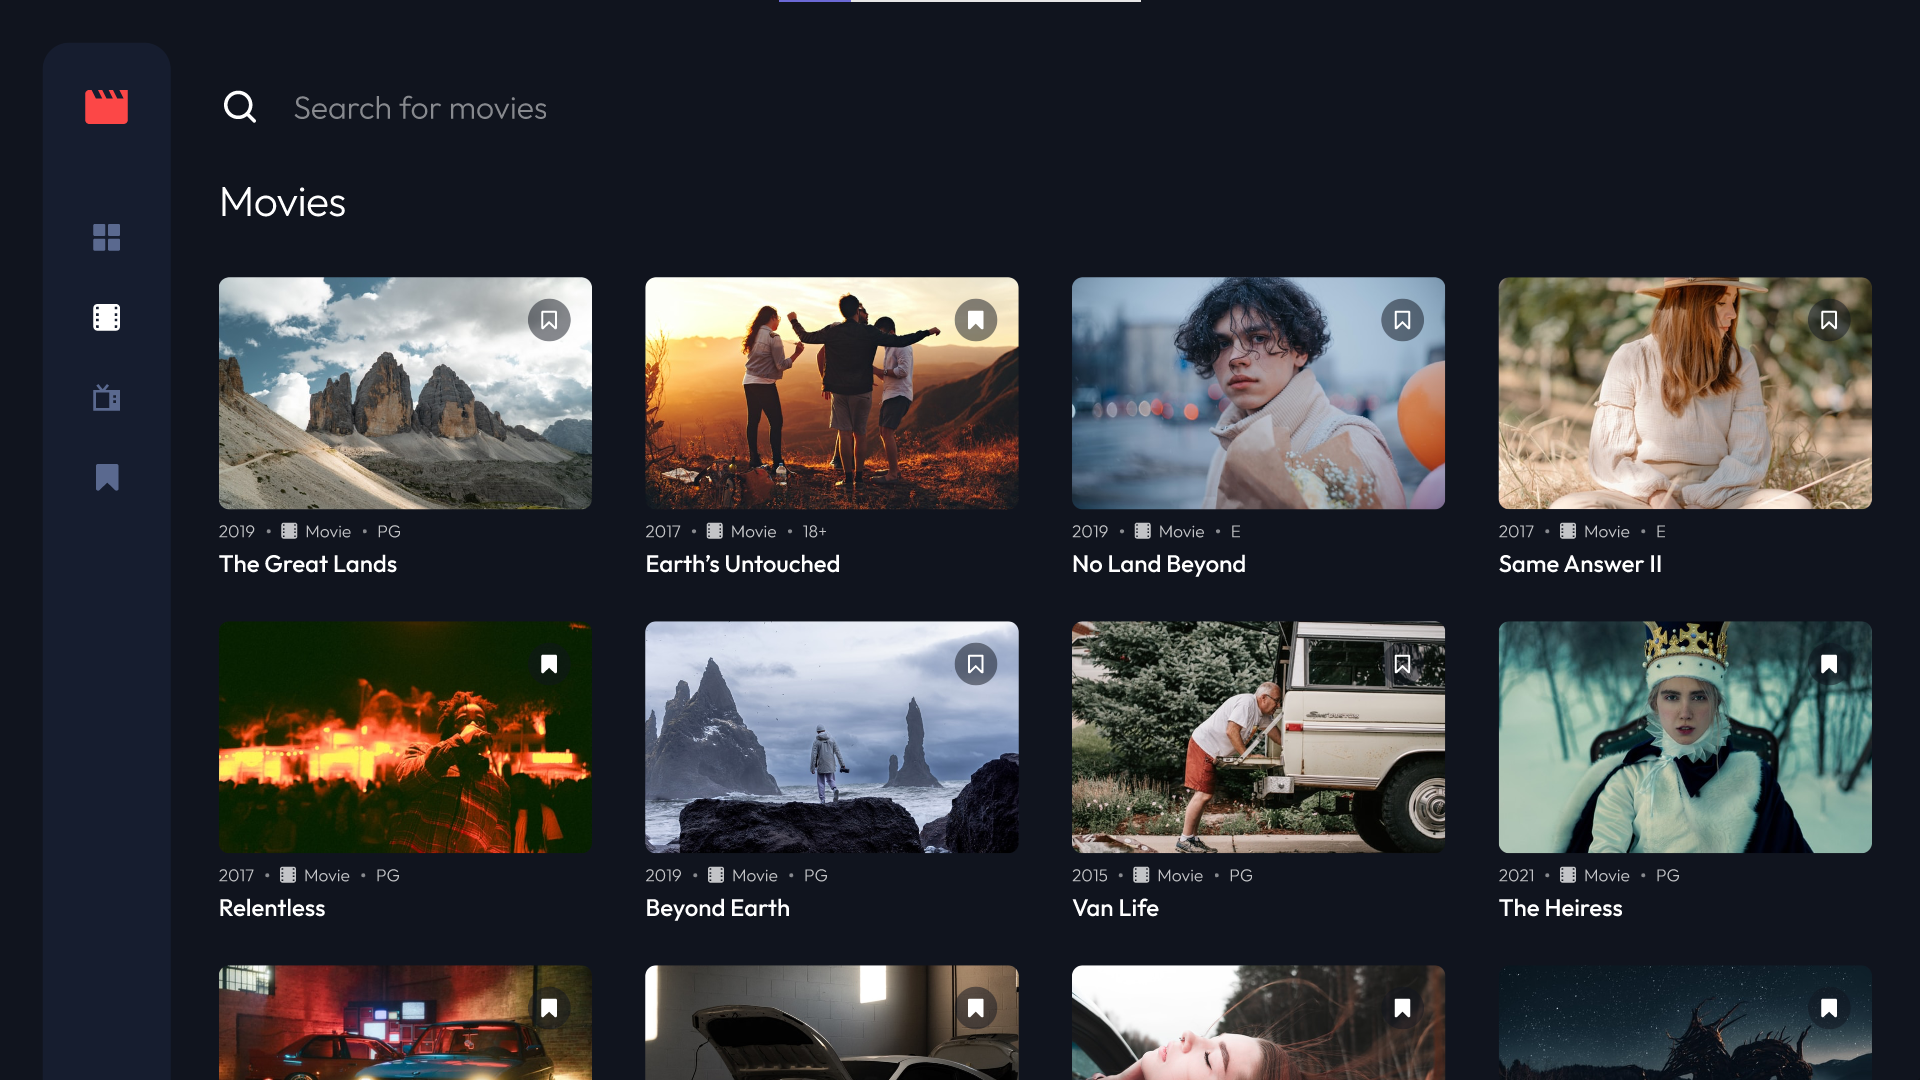 Search for movies
Movies
2019 • Movie • PG
The Great Lands
2017 • Movie • 18+
Earth’s Untouched
2019 • Movie • E
No Land Beyond
2017 • Movie • E
Same Answer II
2017 • Movie • PG
Relentless
2019 • Movie • PG
Beyond Earth
2015 • Movie • PG
Van Life
2021 • Movie • PG
The Heiress